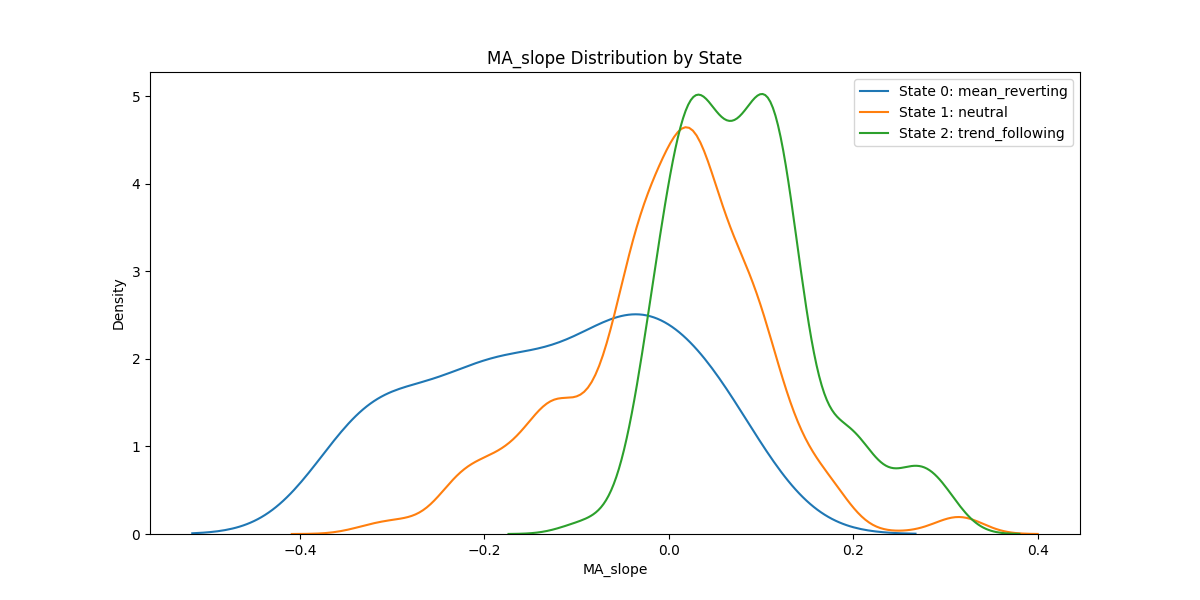 MA_slope Distribution by State
State 0: mean_reverting
State 1: neutral
State 2: trend_following
Density
5
4
3
2
1
0
−0.4 −0.2 0.0 0.2 0.4
MA_slope